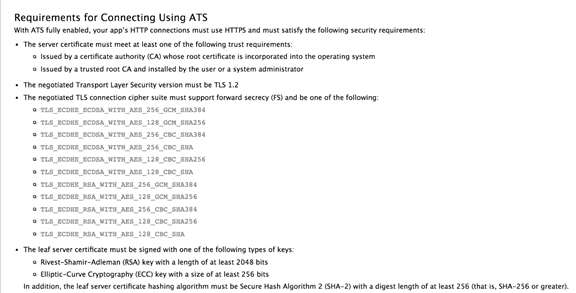 Requirements for Connecting Using ATS
With ATS fully enabled, your app's HTTP connections must use HTTPS and must satisfy the following security requirements:
• The server certificate must meet at least one of the following trust requirements:
Issued by a certificate authority (CA) whose root certificate is incorporated into the operating system
Issued by a trusted root CA and installed by the user or a system administrator
• The negotiated Transport Layer Security version must be TLS 1.2
• The negotiated TLS connection cipher suite must support forward secrecy (FS) and be one of the following:
TLS_ECDHE_ECDSA_WITH_AES_256_GCM_SHA384
TLS_ECDHE_ECDSA_WITH_AES_128_GCM_SHA256
TLS_ECDHE_ECDSA_WITH_AES_256_CBC_SHA384
TLS_ECDHE_ECDSA_WITH_AES_256_CBC_SHA
TLS_ECDHE_ECDSA_WITH_AES_128_CBC_SHA256
TLS_ECDHE_ECDSA_WITH_AES_128_CBC_SHA
TLS_ECDHE_RSA_WITH_AES_256_GCM_SHA384
TLS_ECDHE_RSA_WITH_AES_128_GCM_SHA256
TLS_ECDHE_RSA_WITH_AES_256_CBC_SHA384
TLS_ECDHE_RSA_WITH_AES_128_CBC_SHA256
TLS_ECDHE_RSA_WITH_AES_128_CBC_SHA
• The leaf server certificate must be signed with one of the following types of keys:
Rivest-Shamir-Adleman (RSA) key with a length of at least 2048 bits
Elliptic-Curve Cryptography (ECC) key with a size of at least 256 bits
In addition, the leaf server certificate hashing algorithm must be Secure Hash Algorithm 2 (SHA-2) with a digest length of at least 256 (that is, SHA-256 or greater).